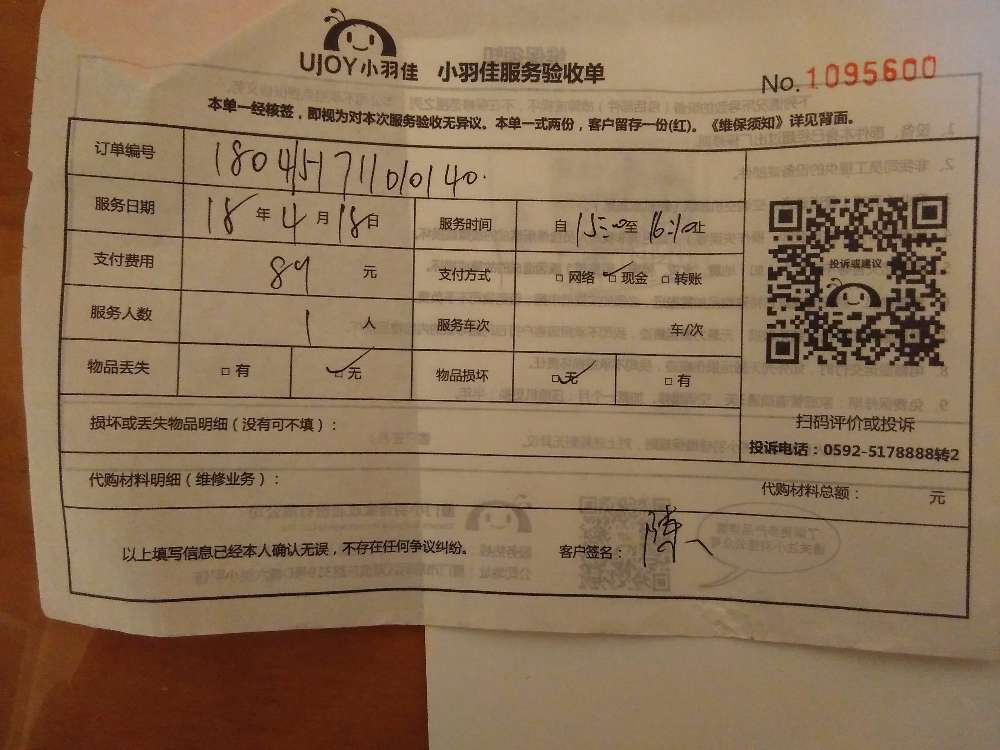 UJOY小羽佳 小羽佳服务验收单
No.1095600
本单一经核签，即视为对本次服务验收无异议。本单一式两份，客户留存一份(红)。《维保须知》详见背面。
订单编号
服务日期 18 年 4 月 18 日 服务时间 自 15:00 至 16:10 止
支付费用 89 元 支付方式 □网络 ☑现金 □转账
服务人数 1 人 服务车次 车/次
物品丢失 □有 ☑无 物品损坏 ☑无 □有
投诉或建议
扫码评价或投诉
投诉电话：0592-5178888转2
损坏或丢失物品明细（没有可不填）：
代购材料明细（维修业务）： 代购材料总额： 元
以上填写信息已经本人确认无误，不存在任何争议纠纷。 客户签名： 陈